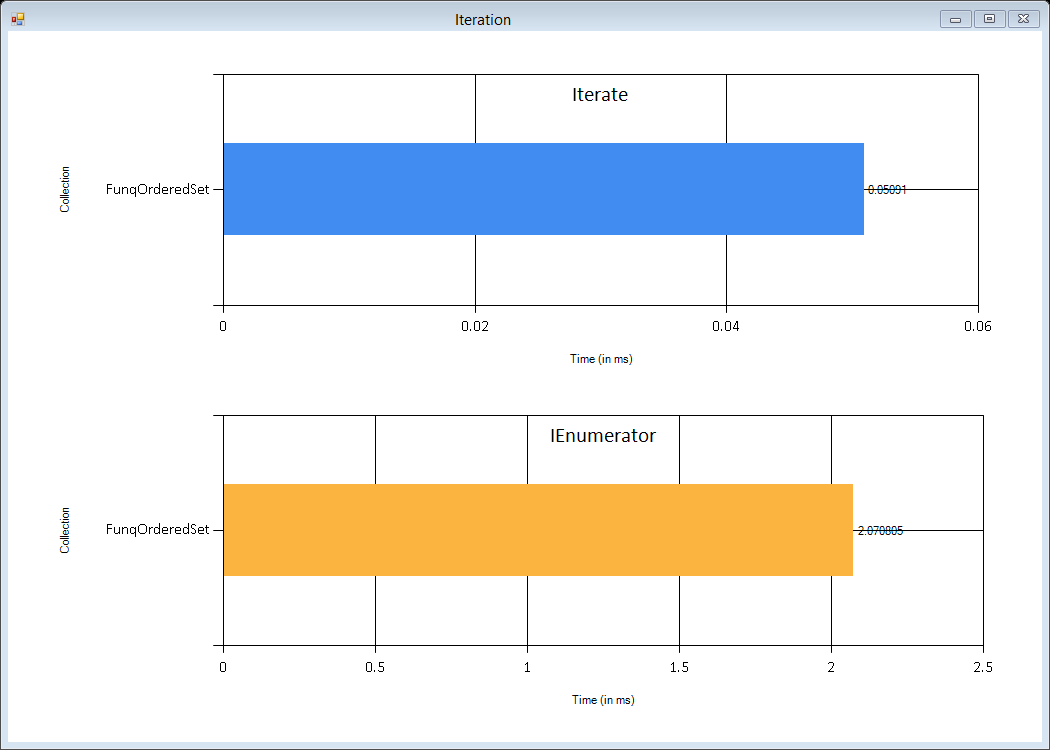 Iteration
Iterate
Collection
FunqOrderedSet
0.05091
0 0.02 0.04 0.06
Time (in ms)
IEnumerator
Collection
FunqOrderedSet
2.070805
0 0.5 1 1.5 2 2.5
Time (in ms)